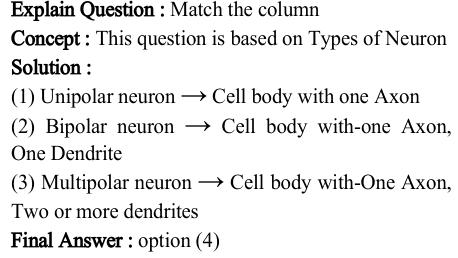 Explain Question : Match the column
Concept : This question is based on Types of Neuron
Solution :
(1) Unipolar neuron → Cell body with one Axon
(2) Bipolar neuron → Cell body with-one Axon,
One Dendrite
(3) Multipolar neuron → Cell body with-One Axon,
Two or more dendrites
Final Answer : option (4)